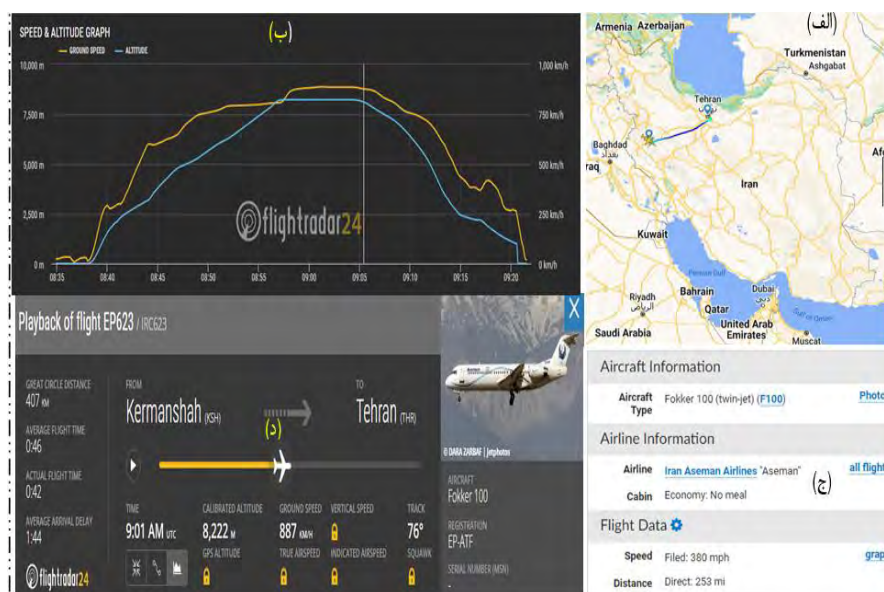 SPEED & ALTITUDE GRAPH
(ب)
GROUND SPEED
ALTITUDE
10,000 m
1,000 km/h
7,500 m
750 km/h
5,000 m
500 km/h
2,500 m
250 km/h
0 m
0 km/h
flightradar24
08:35
08:40
08:45
08:50
08:55
09:00
09:05
09:10
09:15
09:20
(الف)
Armenia
Azerbaijan
Turkmenistan
Ashgabat
Tehran
Baghdad
بغداد
raq
Iran
Af
Kuwait
Persian Gulf
Bahrain
Dubai
دبي
Qatar
Riyadh
الرياض
Gulf of Oman
United Arab
Emirates
Muscat
Saudi Arabia
Playback of flight EP623 / IRC623
X
GREAT CIRCLE DISTANCE
407 KM
AVERAGE FLIGHT TIME
0:46
ACTUAL FLIGHT TIME
0:42
AVERAGE ARRIVAL DELAY
1:44
flightradar24
FROM
Kermanshah (KSH)
TO
Tehran (THR)
(د)
TIME
9:01 AM UTC
CALIBRATED ALTITUDE
8,222 M
GROUND SPEED
887 KM/H
VERTICAL SPEED
TRACK
76°
GPS ALTITUDE
TRUE AIRSPEED
INDICATED AIRSPEED
SQUAWK
© DARA ZARBAF | jetphotos
AIRCRAFT
Fokker 100
REGISTRATION
EP-ATF
SERIAL NUMBER (MSN)
-
Aircraft Information
Aircraft Type
Fokker 100 (twin-jet) (F100)
Photo
Airline Information
Airline
Iran Aseman Airlines "Aseman"
all flight
Cabin
Economy: No meal
(ج)
Flight Data
Speed
Filed: 380 mph
grap
Distance
Direct: 253 mi